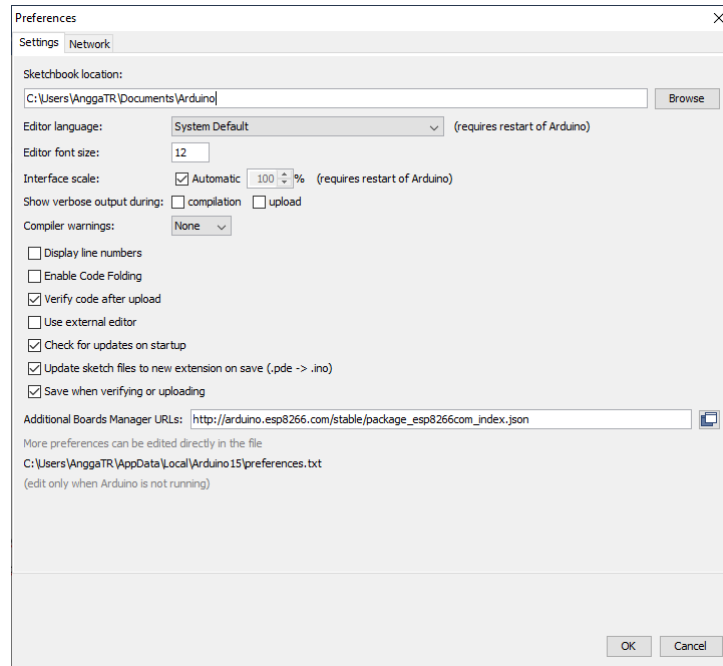 Preferences
Settings Network
Sketchbook location:
C:\Users\AnggaTR\Documents\Arduino Browse
Editor language: System Default (requires restart of Arduino)
Editor font size: 12
Interface scale: Automatic 100 % (requires restart of Arduino)
Show verbose output during: compilation upload
Compiler warnings: None
Display line numbers
Enable Code Folding
Verify code after upload
Use external editor
Check for updates on startup
Update sketch files to new extension on save (.pde -> .ino)
Save when verifying or uploading
Additional Boards Manager URLs: http://arduino.esp8266.com/stable/package_esp8266com_index.json
More preferences can be edited directly in the file
C:\Users\AnggaTR\AppData\Local\Arduino15\preferences.txt
(edit only when Arduino is not running)
OK Cancel